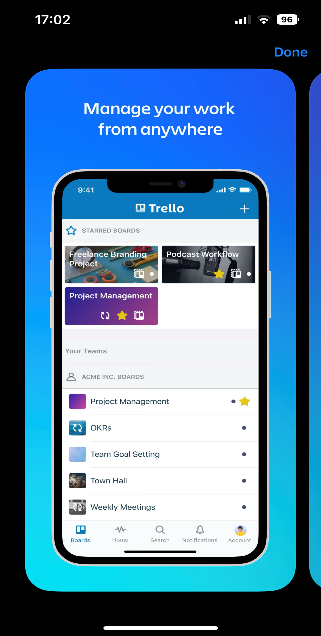 17:02
96
Done
Manage your work
from anywhere
9:41
Trello
STARRED BOARDS
Freelance Branding
Project
Podcast Workflow
Project Management
Your Teams
ACME INC. BOARDS
Project Management
OKRs
Team Goal Setting
Town Hall
Weekly Meetings
Boards
Home
Search
Notifications
Account